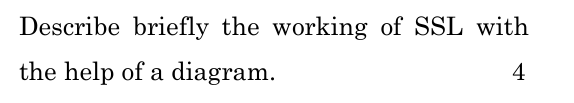 Describe briefly the working of SSL with
the help of a diagram. 4